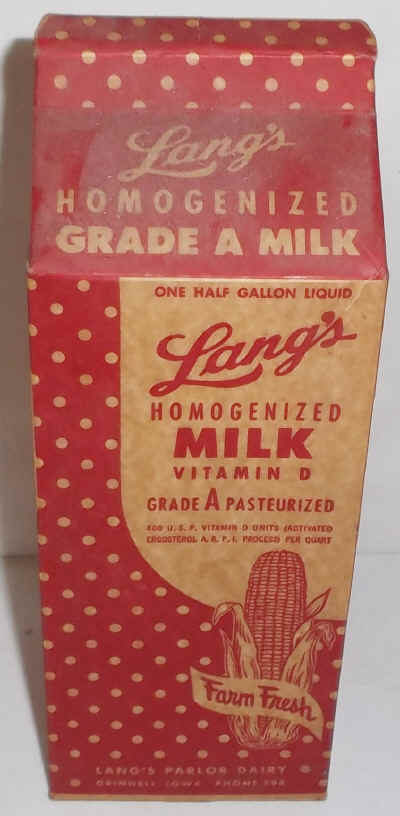 Lang's
HOMOGENIZED
GRADE A MILK
ONE HALF GALLON LIQUID
Lang's
HOMOGENIZED
MILK
VITAMIN D
GRADE A PASTEURIZED
400 U.S.P. VITAMIN D UNITS (ACTIVATED
ERGOSTEROL A.R.P.I. PROCESS PER QUART
Farm Fresh
LANG'S PARLOR DAIRY
GRINNELL IOWA PHONE